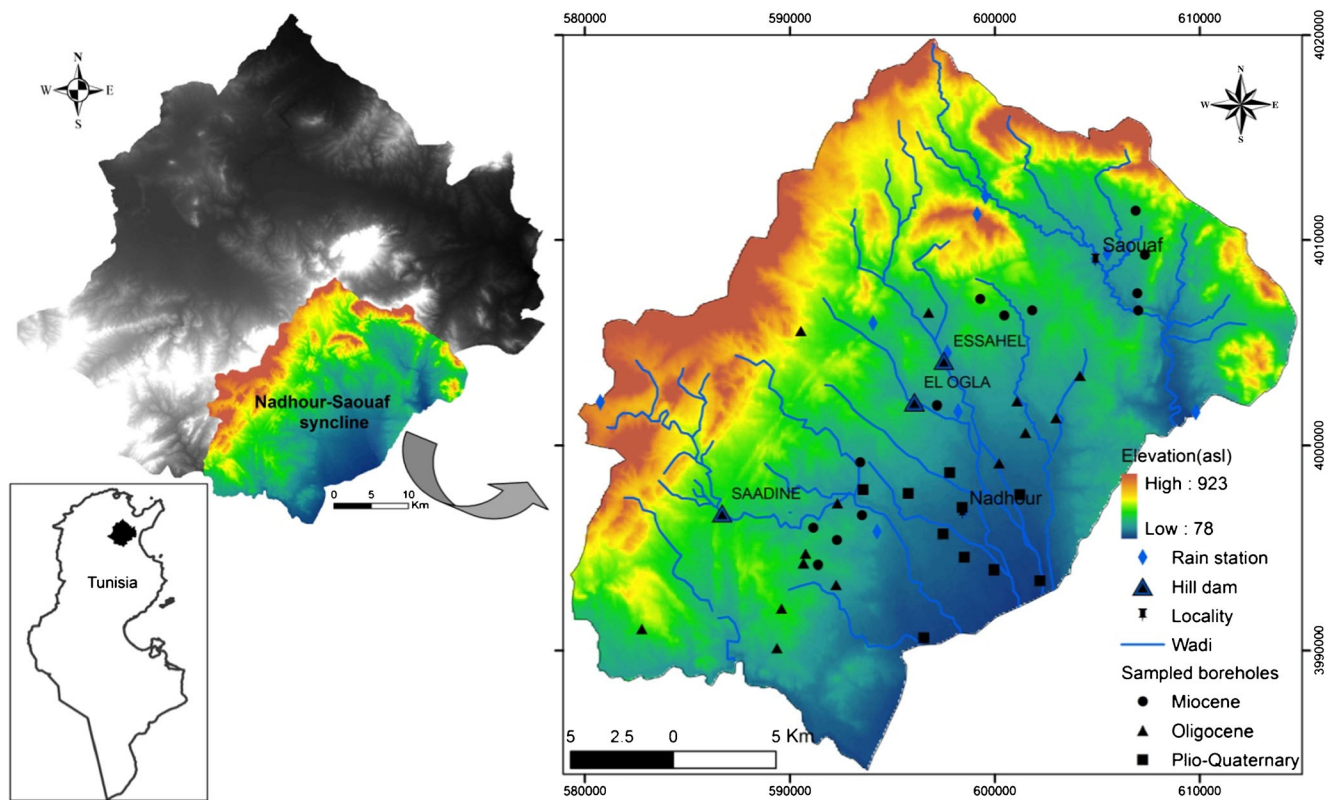 580000 590000 600000 610000
4020000
N
W E
S
N
W E
S
4010000
Saouaf
ESSAHEL
EL OGLA
Nadhour-Saouaf
syncline
4000000
Elevation(asl)
High : 923
Low : 78
SAADINE
Nadhour
0 5 10
Km
Tunisia
Rain station
Hill dam
Locality
Wadi
3990000
Sampled boreholes
Miocene
Oligocene
Plio-Quaternary
5 2.5 0 5 Km
580000 590000 600000 610000